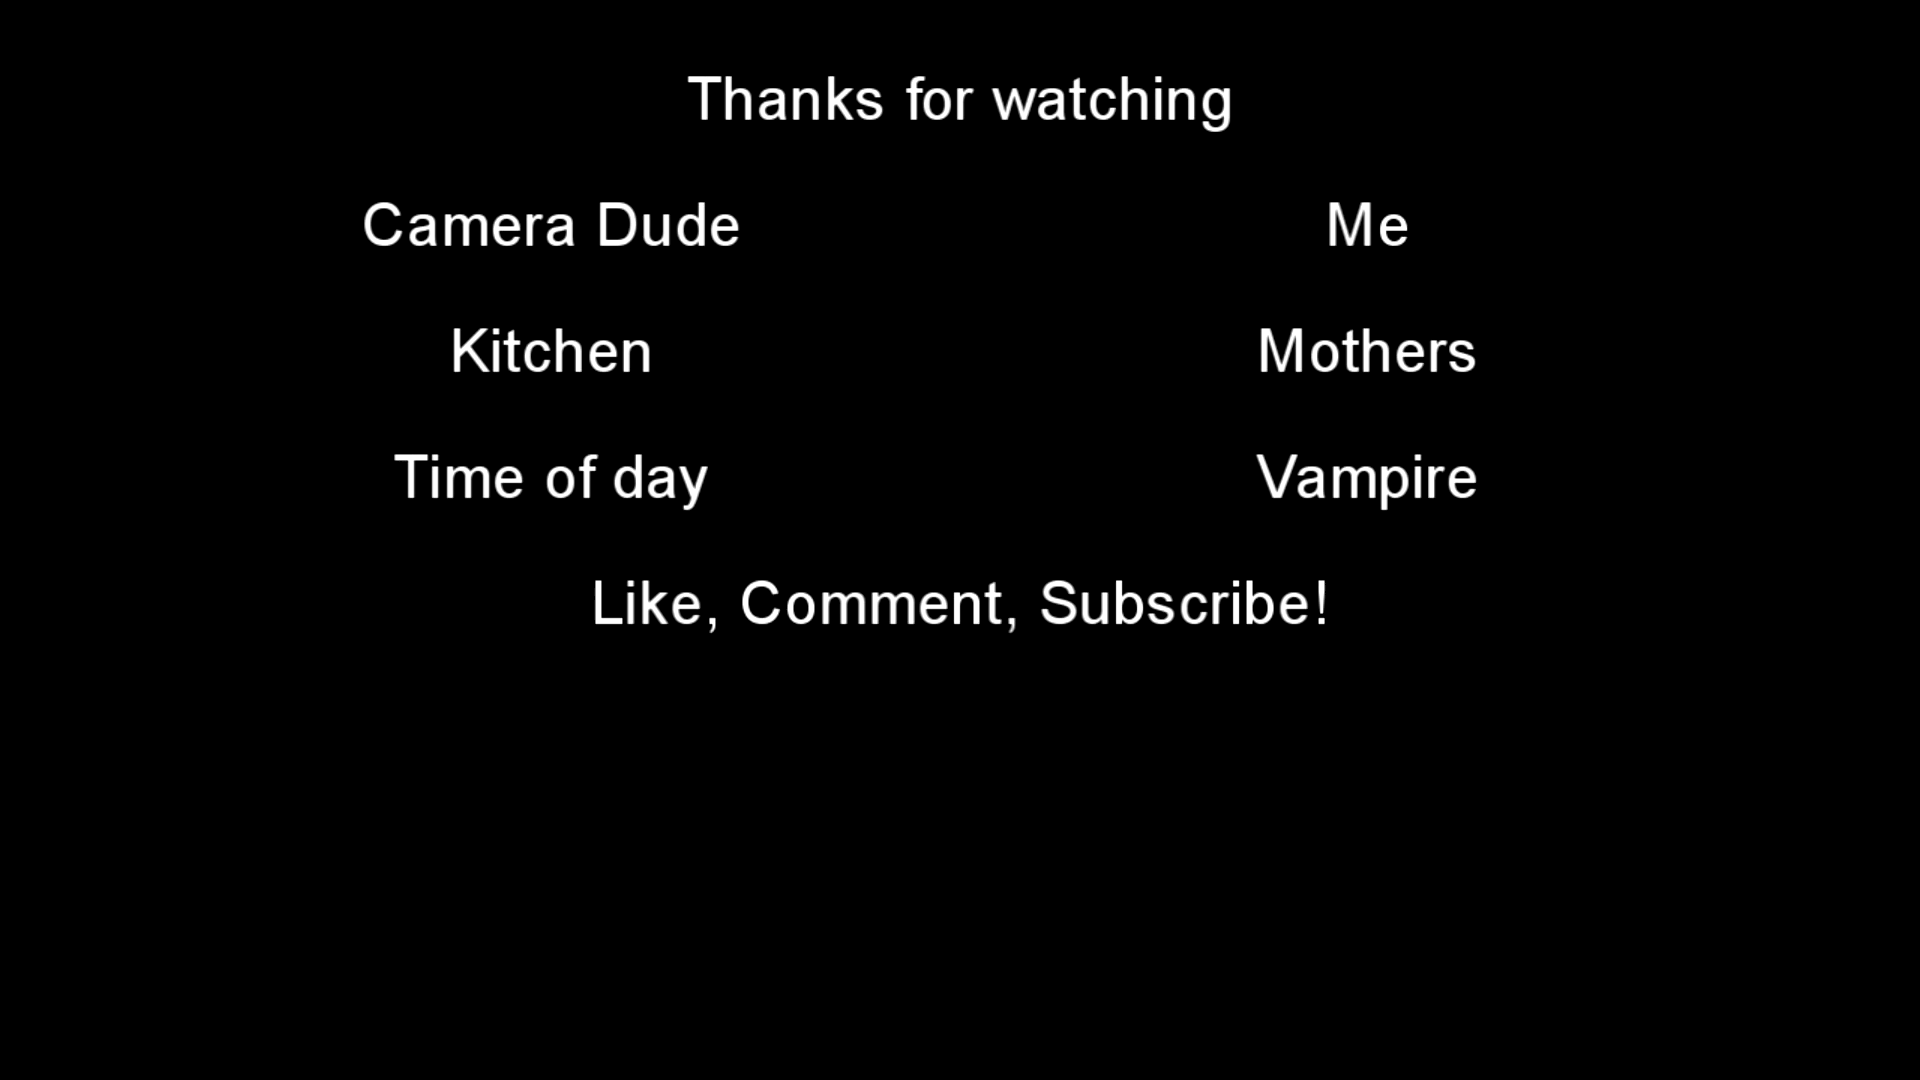 Thanks for watching
Camera Dude Me
Kitchen Mothers
Time of day Vampire
Like, Comment, Subscribe!